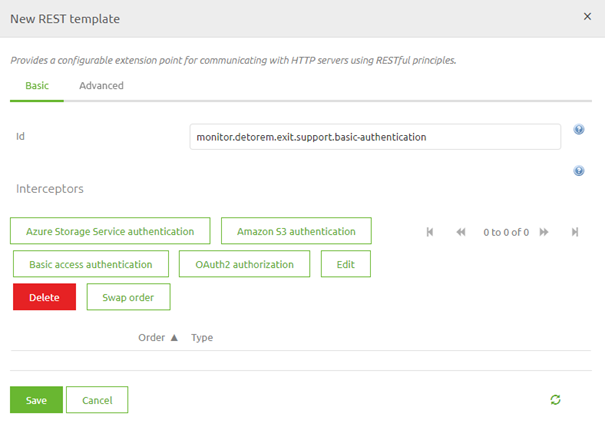 New REST template
×
Provides a configurable extension point for communicating with HTTP servers using RESTful principles.
Basic Advanced
Id monitor.detorem.exit.support.basic-authentication ?
?
Interceptors
Azure Storage Service authentication Amazon S3 authentication 0 to 0 of 0
Basic access authentication OAuth2 authorization Edit
Delete Swap order
Order ▲ Type
Save Cancel